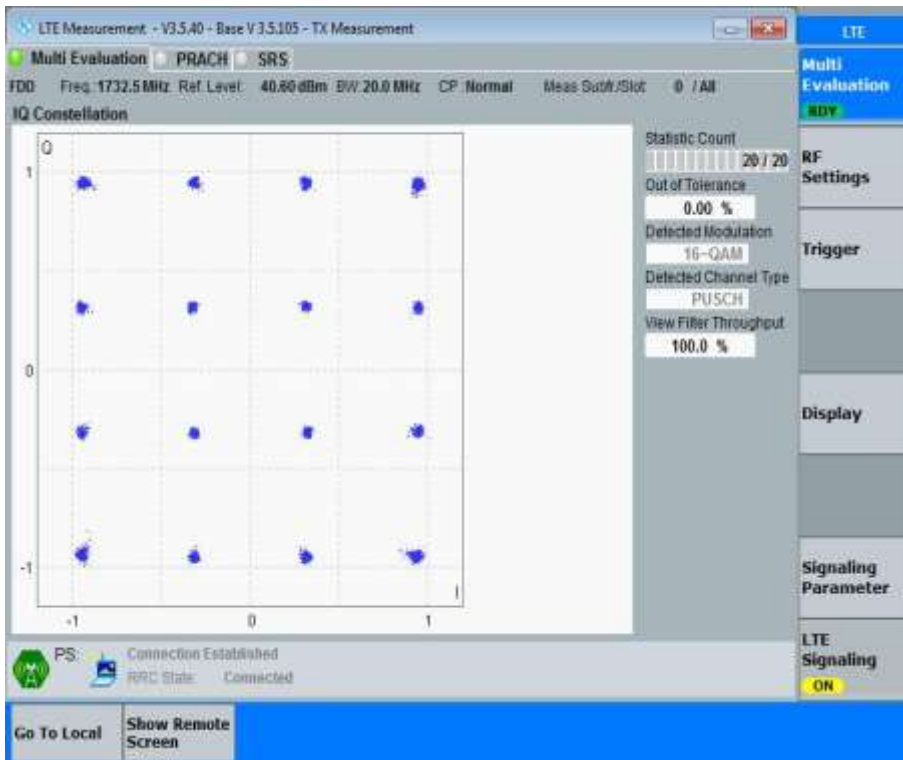 LTE Measurement - V3.5.40 - Base V 3.5.105 - TX Measurement
LTE
Multi Evaluation PRACH SRS
FDD Freq.:1732.5 MHz Ref. Level: 40.60 dBm BW: 20.0 MHz CP: Normal Meas Subfr./Slot: 0 / All
IQ Constellation
Q
1
0
-1
-1 0 1
I
Statistic Count
20 / 20
Out of Tolerance
0.00 %
Detected Modulation
16-QAM
Detected Channel Type
PUSCH
View Filter Throughput
100.0 %
Multi
Evaluation
RDY
RF
Settings
Trigger
Display
Signaling
Parameter
LTE
Signaling
ON
PS: Connection Established
RRC State: Connected
Go To Local
Show Remote
Screen